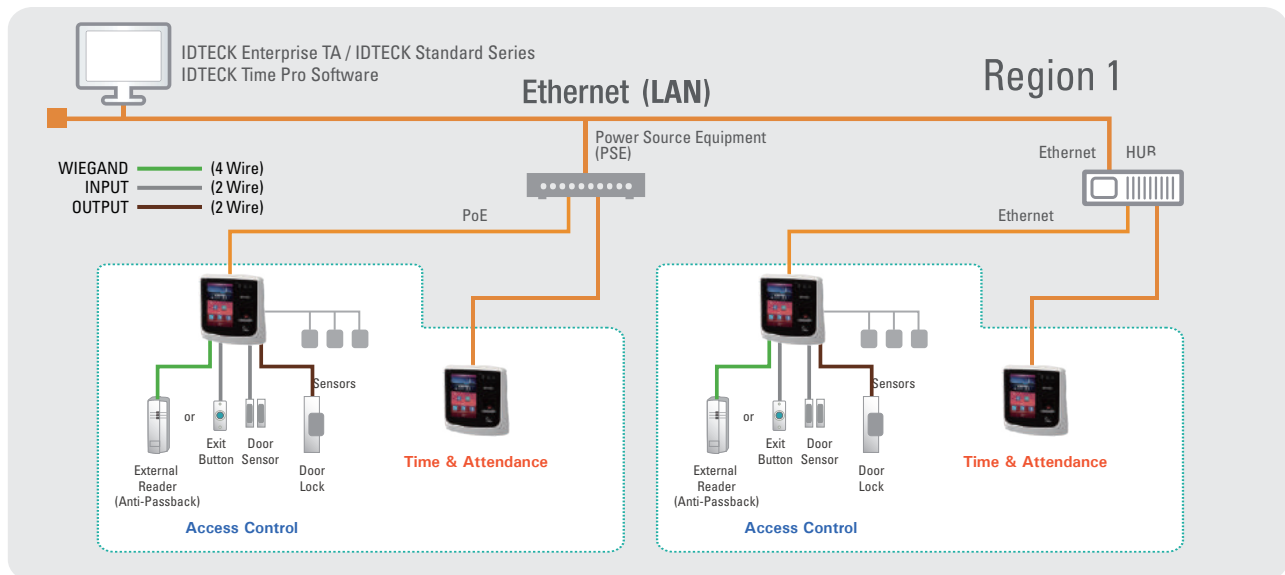 IDTECK Enterprise TA / IDTECK Standard Series
IDTECK Time Pro Software
Ethernet (LAN)
Region 1
Power Source Equipment
(PSE)
Ethernet
HUB
WIEGAND (4 Wire)
INPUT (2 Wire)
OUTPUT (2 Wire)
PoE
Ethernet
Sensors
or
Exit
Button
Door
Sensor
External
Reader
(Anti-Passback)
Door
Lock
Time & Attendance
Access Control
Sensors
or
Exit
Button
Door
Sensor
External
Reader
(Anti-Passback)
Door
Lock
Time & Attendance
Access Control